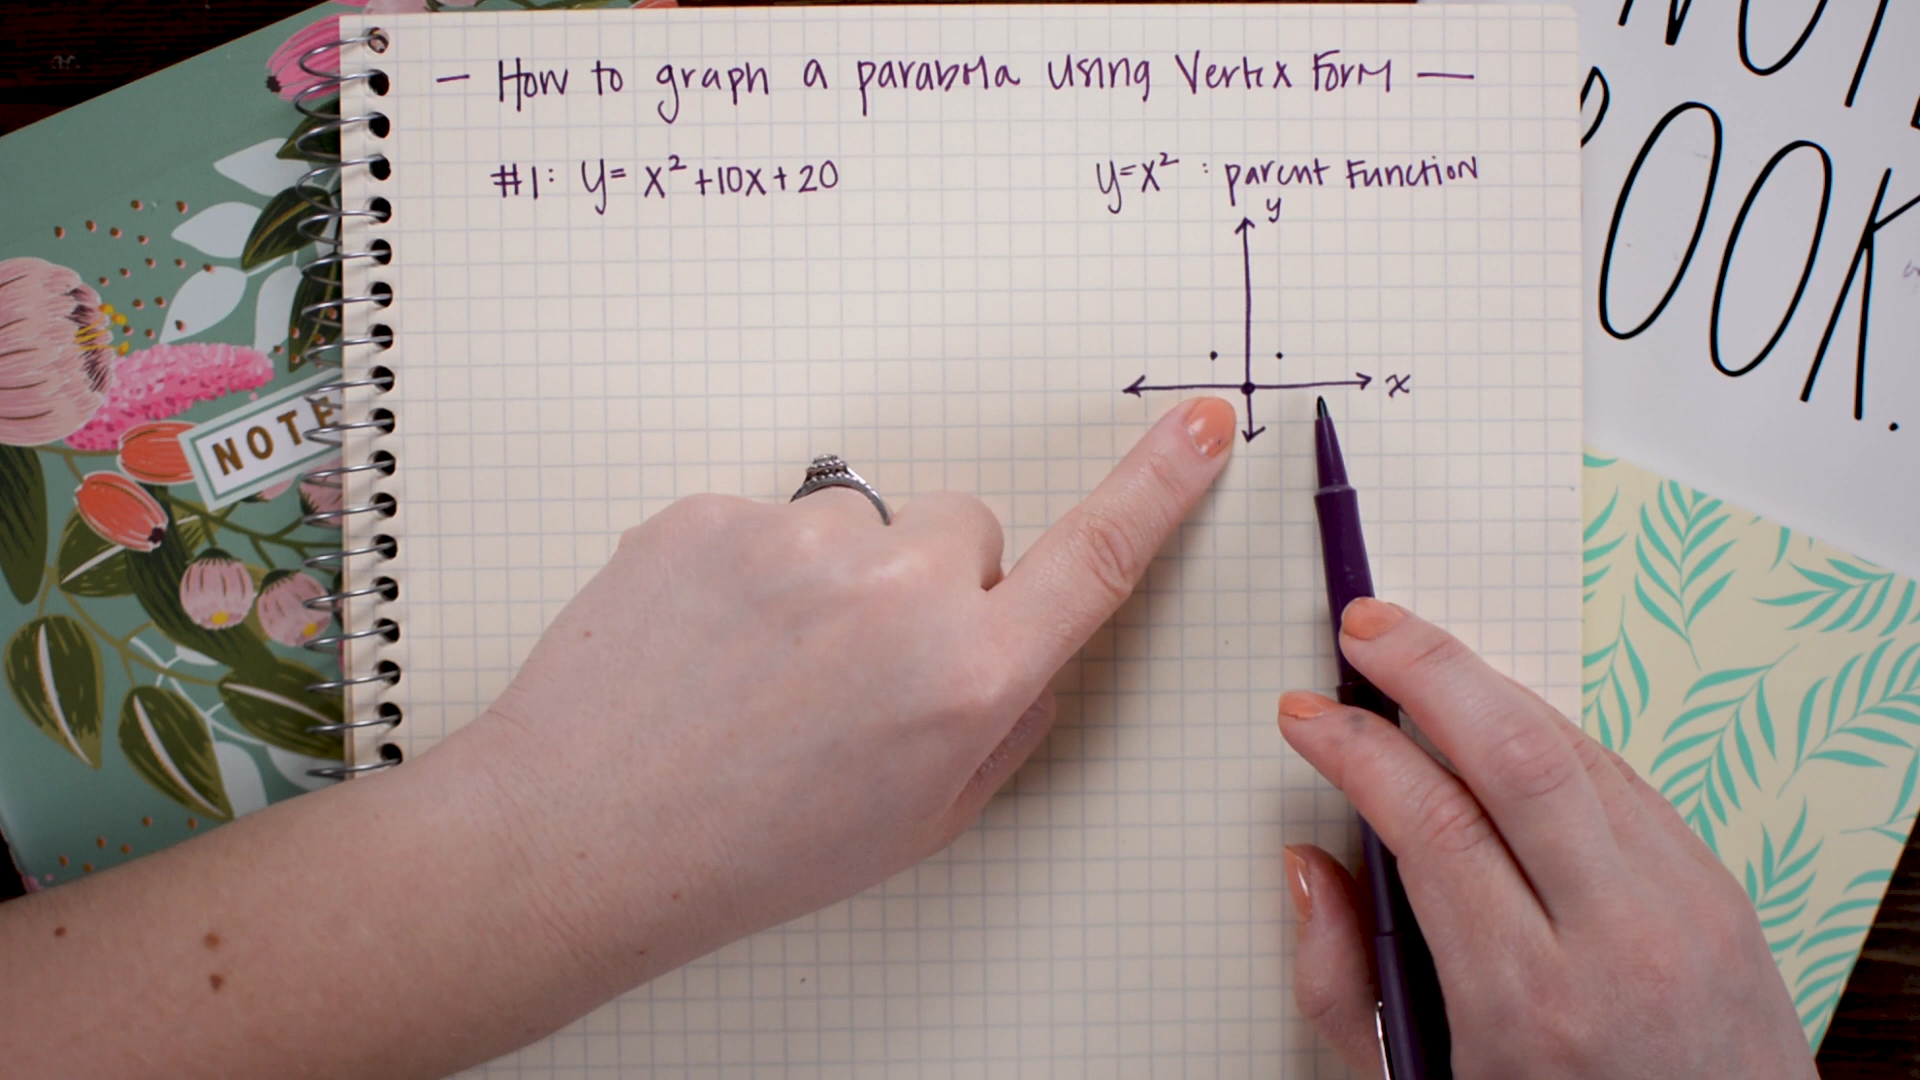 — How to graph a parabola using Vertex Form —
#1: y= x²+10x+20
y=x² : parent Function
y
x
NOTE
OOK.